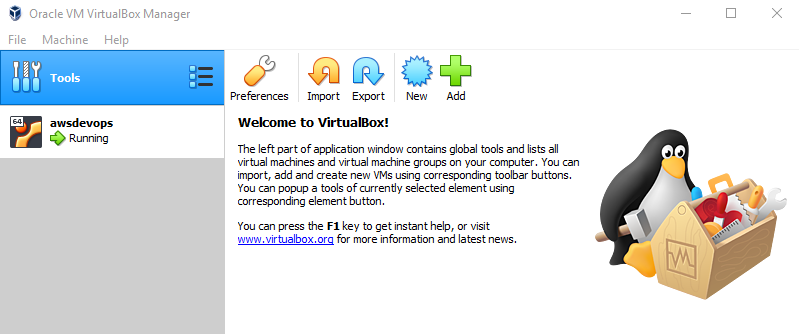 Oracle VM VirtualBox Manager
File Machine Help
Tools
Preferences Import Export New Add
64
awsdevops
Running
Welcome to VirtualBox!
The left part of application window contains global tools and lists all
virtual machines and virtual machine groups on your computer. You can
import, add and create new VMs using corresponding toolbar buttons.
You can popup a tools of currently selected element using
corresponding element button.
You can press the F1 key to get instant help, or visit
www.virtualbox.org for more information and latest news.